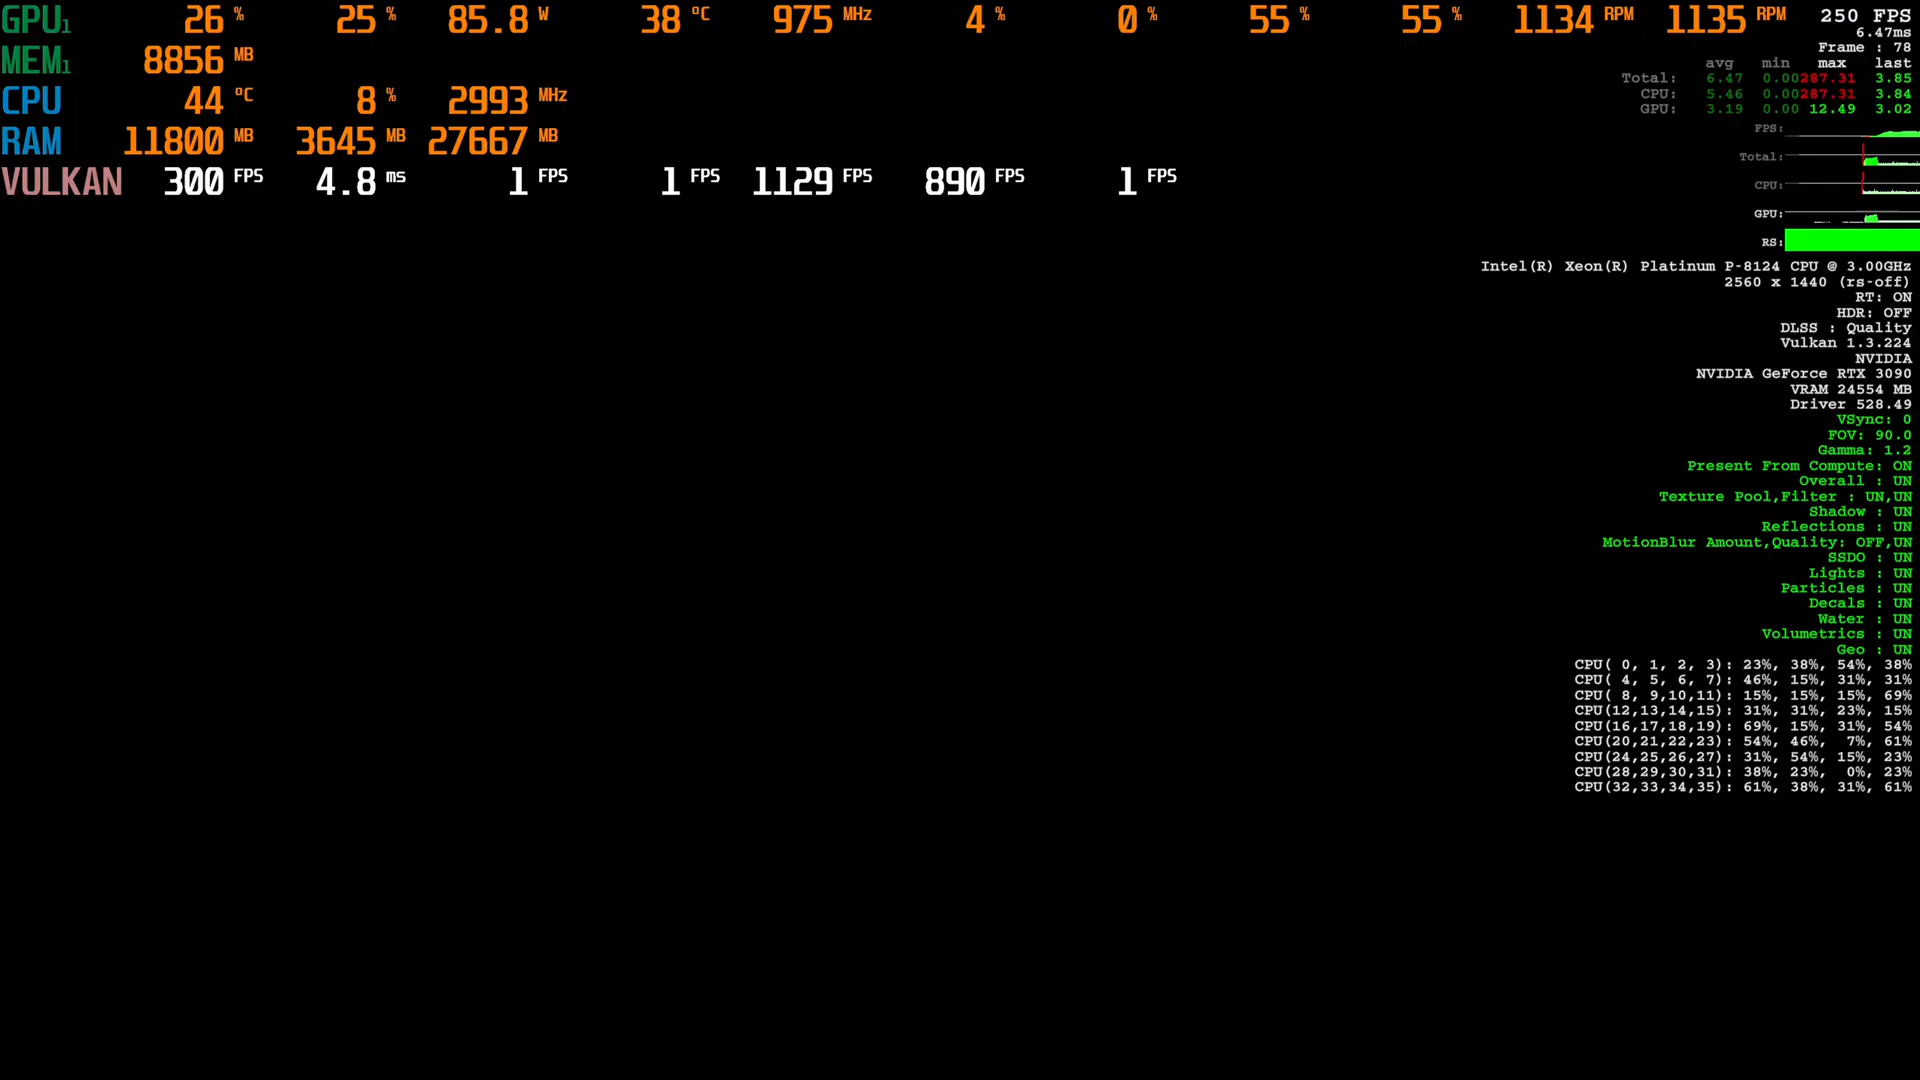 GPU1 26 % 25 % 85.8 W 38 °C 975 MHz 4 % 0 % 55 % 55 % 1134 RPM 1135 RPM
MEM1 8856 MB
CPU 44 °C 8 % 2993 MHz
RAM 11800 MB 3645 MB 27667 MB
VULKAN 300 FPS 4.8 ms 1 FPS 1 FPS 1129 FPS 890 FPS 1 FPS
250 FPS
6.47ms
Frame : 78
avg min max last
Total: 6.47 0.00 287.31 3.85
CPU: 5.46 0.00 287.31 3.84
GPU: 3.19 0.00 12.49 3.02
FPS:
Total:
CPU:
GPU:
RS:
Intel(R) Xeon(R) Platinum P-8124 CPU @ 3.00GHz
2560 x 1440 (rs-off)
RT: ON
HDR: OFF
DLSS : Quality
Vulkan 1.3.224
NVIDIA
NVIDIA GeForce RTX 3090
VRAM 24554 MB
Driver 528.49
VSync: 0
FOV: 90.0
Gamma: 1.2
Present From Compute: ON
Overall : UN
Texture Pool,Filter : UN,UN
Shadow : UN
Reflections : UN
MotionBlur Amount,Quality: OFF,UN
SSDO : UN
Lights : UN
Particles : UN
Decals : UN
Water : UN
Volumetrics : UN
Geo : UN
CPU( 0, 1, 2, 3): 23%, 38%, 54%, 38%
CPU( 4, 5, 6, 7): 46%, 15%, 31%, 31%
CPU( 8, 9,10,11): 15%, 15%, 15%, 69%
CPU(12,13,14,15): 31%, 31%, 23%, 15%
CPU(16,17,18,19): 69%, 15%, 31%, 54%
CPU(20,21,22,23): 54%, 46%, 7%, 61%
CPU(24,25,26,27): 31%, 54%, 15%, 23%
CPU(28,29,30,31): 38%, 23%, 0%, 23%
CPU(32,33,34,35): 61%, 38%, 31%, 61%